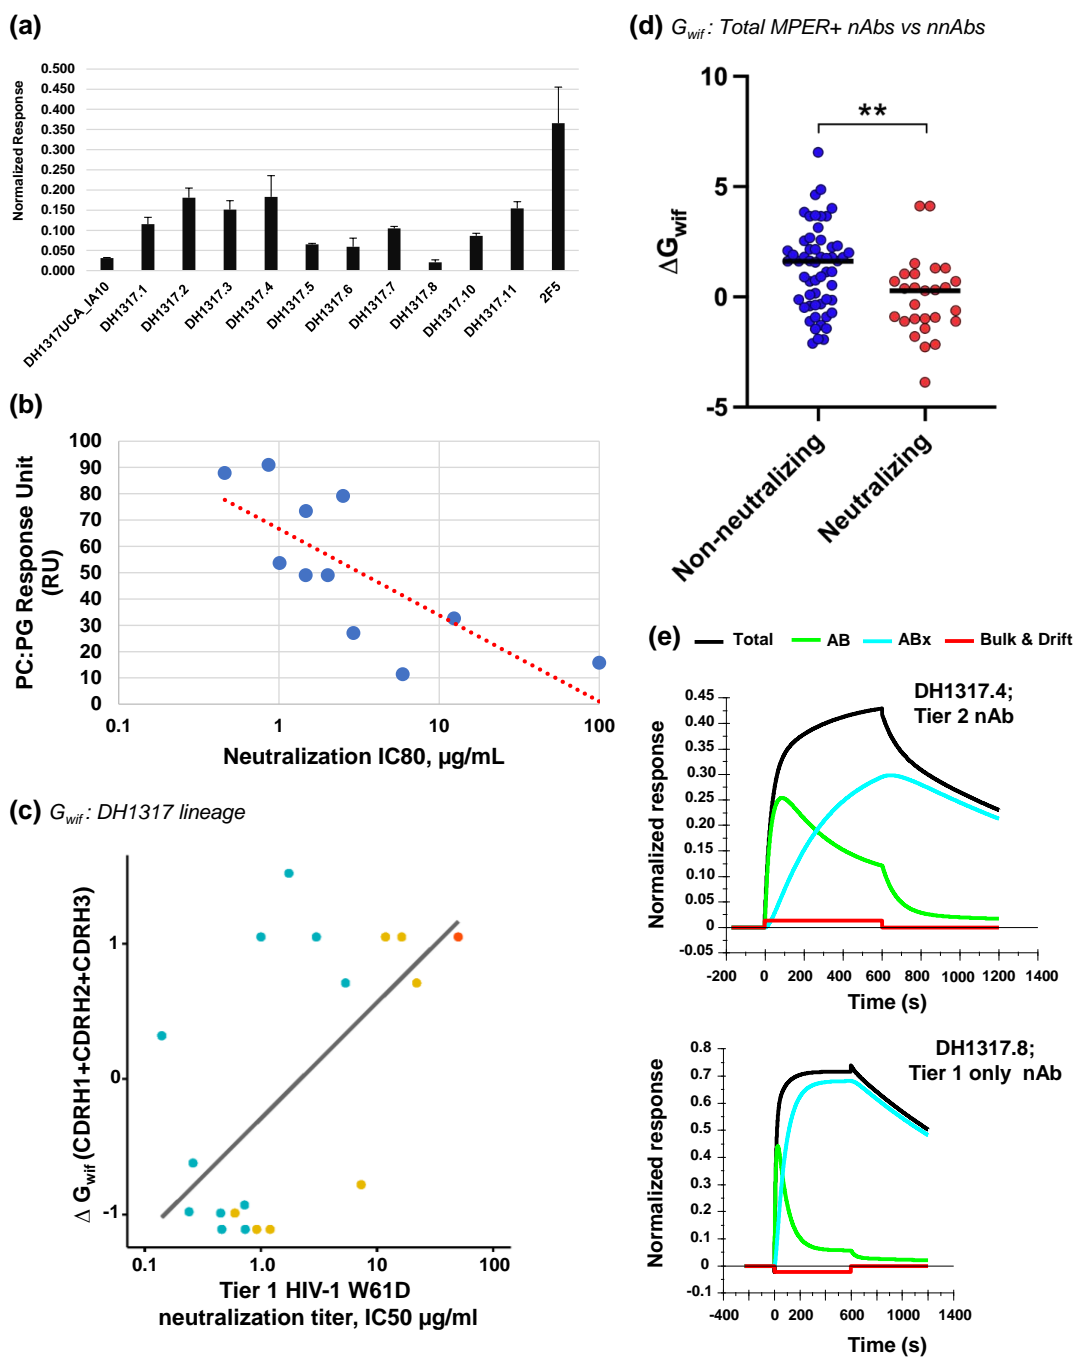 (a)
Normalized Response
0.500
0.450
0.400
0.350
0.300
0.250
0.200
0.150
0.100
0.050
0.000
DH1317UCA_IA10
DH1317.1
DH1317.2
DH1317.3
DH1317.4
DH1317.5
DH1317.6
DH1317.7
DH1317.8
DH1317.10
DH1317.11
2F5
(b)
PC:PG Response Unit
(RU)
100
90
80
70
60
50
40
30
20
10
0
0.1
1
10
100
Neutralization IC80, µg/mL
(c) Gwif: DH1317 lineage
Δ Gwif (CDRH1+CDRH2+CDRH3)
1
0
-1
0.1
1.0
10
100
Tier 1 HIV-1 W61D
neutralization titer, IC50 µg/ml
(d) Gwif: Total MPER+ nAbs vs nnAbs
ΔGwif
10
5
0
-5
**
Non-neutralizing
Neutralizing
(e)
Total
AB
ABx
Bulk & Drift
DH1317.4;
Tier 2 nAb
Normalized response
0.45
0.40
0.35
0.30
0.25
0.20
0.15
0.10
0.05
0
-0.05
-200
0
200
400
600
800
1000
1200
1400
Time (s)
DH1317.8;
Tier 1 only nAb
Normalized response
0.8
0.7
0.6
0.5
0.4
0.3
0.2
0.1
0
-0.1
-400
0
200
600
1000
1400
Time (s)